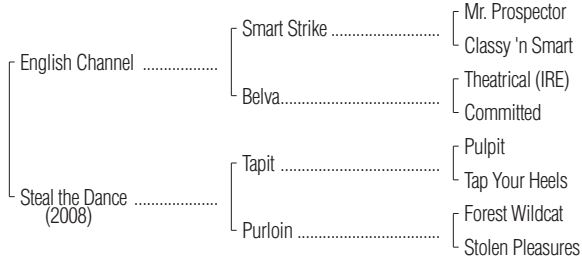 Mr. Prospector
Smart Strike ......................
Classy 'n Smart
English Channel ..................
Theatrical (IRE)
Belva.................................
Committed
Pulpit
Tapit .................................
Tap Your Heels
Steal the Dance ...................
(2008)
Forest Wildcat
Purloin .............................
Stolen Pleasures